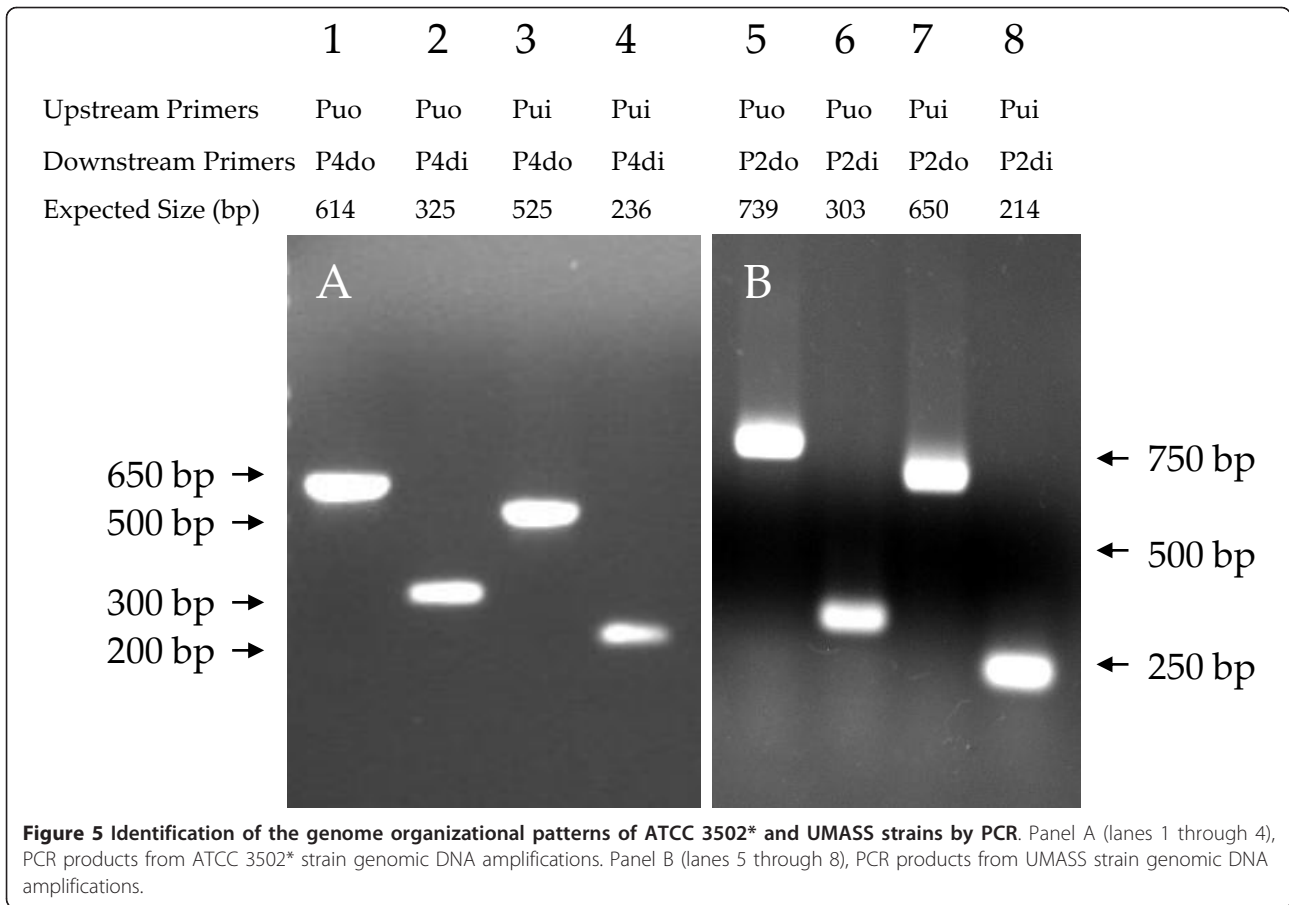 1 2 3 4 5 6 7 8
Upstream Primers Puo Puo Pui Pui Puo Puo Pui Pui
Downstream Primers P4do P4di P4do P4di P2do P2di P2do P2di
Expected Size (bp) 614 325 525 236 739 303 650 214
A B
650 bp →
500 bp →
300 bp →
200 bp →
← 750 bp
← 500 bp
← 250 bp
Figure 5 Identification of the genome organizational patterns of ATCC 3502* and UMASS strains by PCR. Panel A (lanes 1 through 4),
PCR products from ATCC 3502* strain genomic DNA amplifications. Panel B (lanes 5 through 8), PCR products from UMASS strain genomic DNA
amplifications.